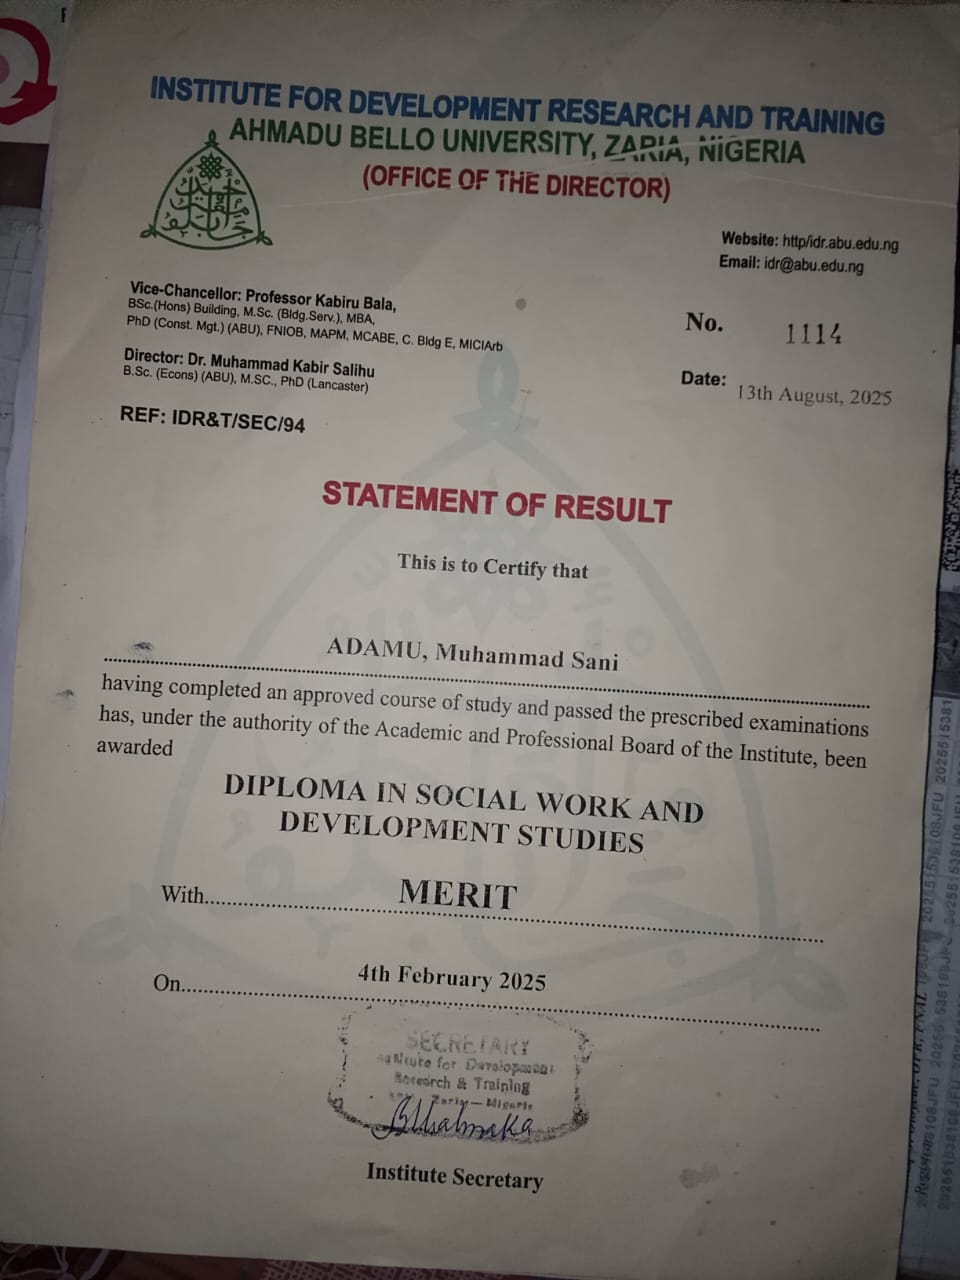 INSTITUTE FOR DEVELOPMENT RESEARCH AND TRAINING
AHMADU BELLO UNIVERSITY, ZARIA, NIGERIA
(OFFICE OF THE DIRECTOR)
Website: http/idr.abu.edu.ng
Email: idr@abu.edu.ng
Vice-Chancellor: Professor Kabiru Bala,
BSc.(Hons) Building, M.Sc. (Bldg.Serv.), MBA,
PhD (Const. Mgt.) (ABU), FNIOB, MAPM, MCABE, C. Bldg E, MICIArb
No. 1114
Director: Dr. Muhammad Kabir Salihu
B.Sc. (Econs) (ABU), M.SC., PhD (Lancaster)
Date: 13th August, 2025
REF: IDR&T/SEC/94
STATEMENT OF RESULT
This is to Certify that
ADAMU, Muhammad Sani
having completed an approved course of study and passed the prescribed examinations
has, under the authority of the Academic and Professional Board of the Institute, been
awarded
DIPLOMA IN SOCIAL WORK AND
DEVELOPMENT STUDIES
With MERIT
On 4th February 2025
SECRETARY
for Development
Research & Training
Zaria - Nigeria
Institute Secretary